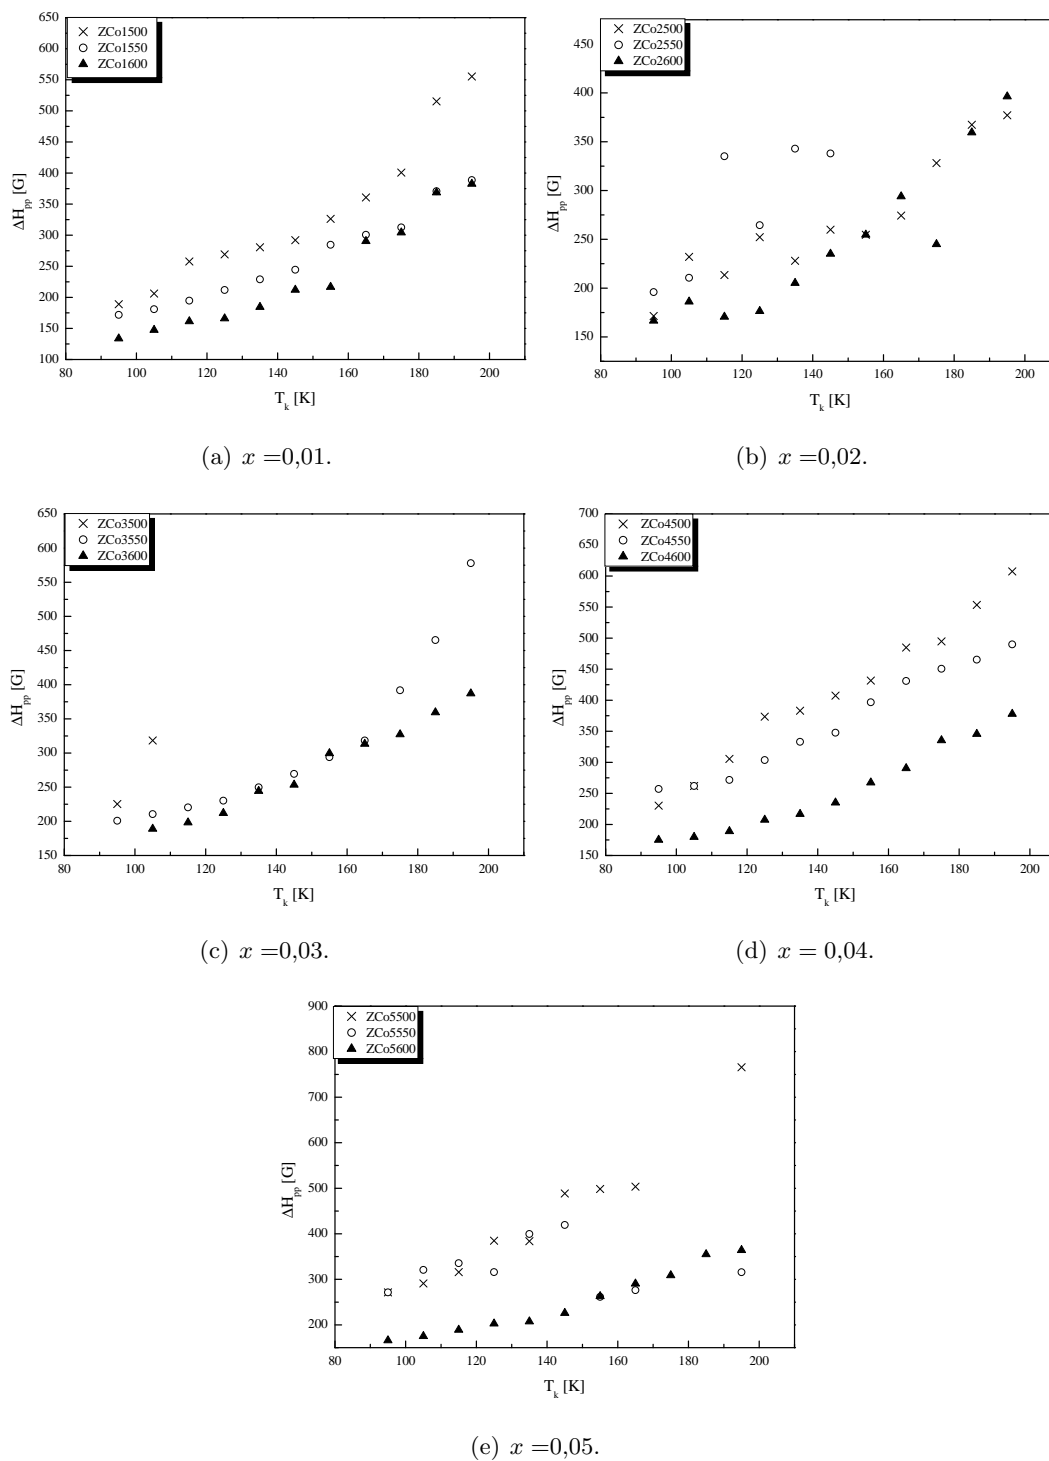 650
600
550
500
450
400
350
300
250
200
150
100
ΔH_pp [G]
ZCo1500
ZCo1550
ZCo1600
80 100 120 140 160 180 200
T_k [K]
(a) x =0,01.
450
400
350
300
250
200
150
ΔH_pp [G]
ZCo2500
ZCo2550
ZCo2600
80 100 120 140 160 180 200
T_k [K]
(b) x =0,02.
650
600
550
500
450
400
350
300
250
200
150
ΔH_pp [G]
ZCo3500
ZCo3550
ZCo3600
80 100 120 140 160 180 200
T_k [K]
(c) x =0,03.
700
650
600
550
500
450
400
350
300
250
200
150
ΔH_pp [G]
ZCo4500
ZCo4550
ZCo4600
80 100 120 140 160 180 200
T_k [K]
(d) x = 0,04.
900
800
700
600
500
400
300
200
ΔH_pp [G]
ZCo5500
ZCo5550
ZCo5600
80 100 120 140 160 180 200
T_k [K]
(e) x =0,05.